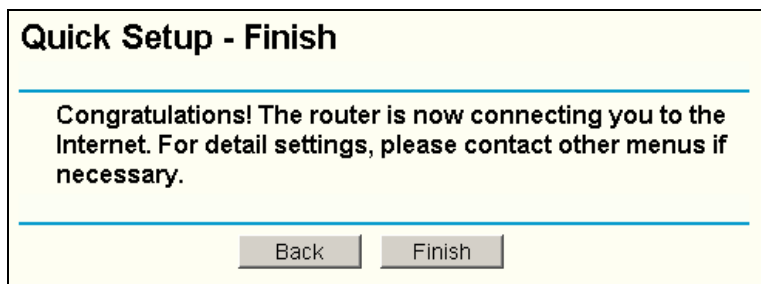 Quick Setup - Finish
Congratulations! The router is now connecting you to the
Internet. For detail settings, please contact other menus if
necessary.
Back
Finish